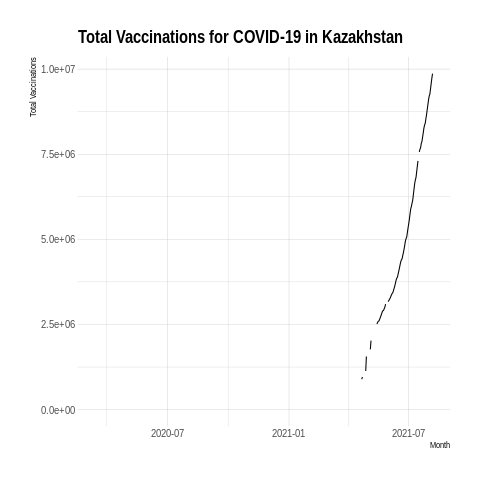 Total Vaccinations for COVID-19 in Kazakhstan
Total Vaccinations
1.0e+07
7.5e+06
5.0e+06
2.5e+06
0.0e+00
2020-07
2021-01
2021-07
Month